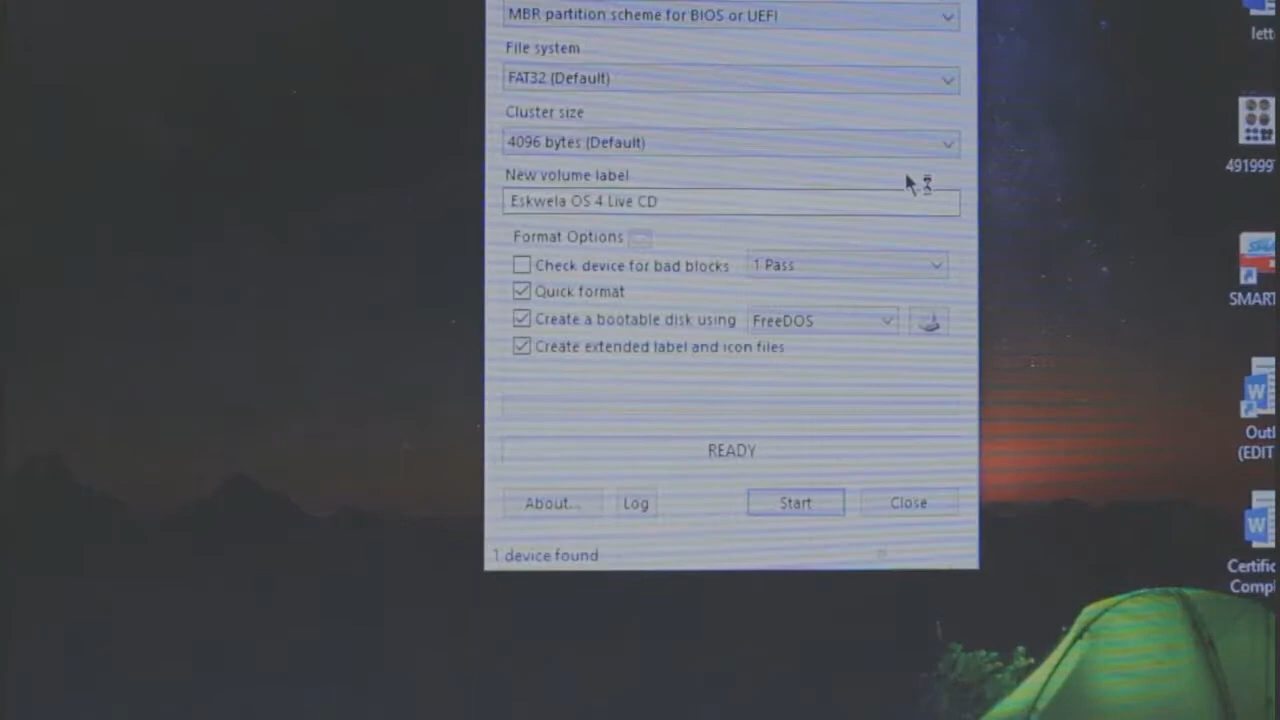 MBR partition scheme for BIOS or UEFI
File system
FAT32 (Default)
Cluster size
4096 bytes (Default)
New volume label
Eskwela OS 4 Live CD
Format Options
Check device for bad blocks 1 Pass
Quick format
Create a bootable disk using FreeDOS
Create extended label and icon files
READY
About... Log Start Close
1 device found
lett
491999
SMART
Outl
(EDIT
Certific
Compl